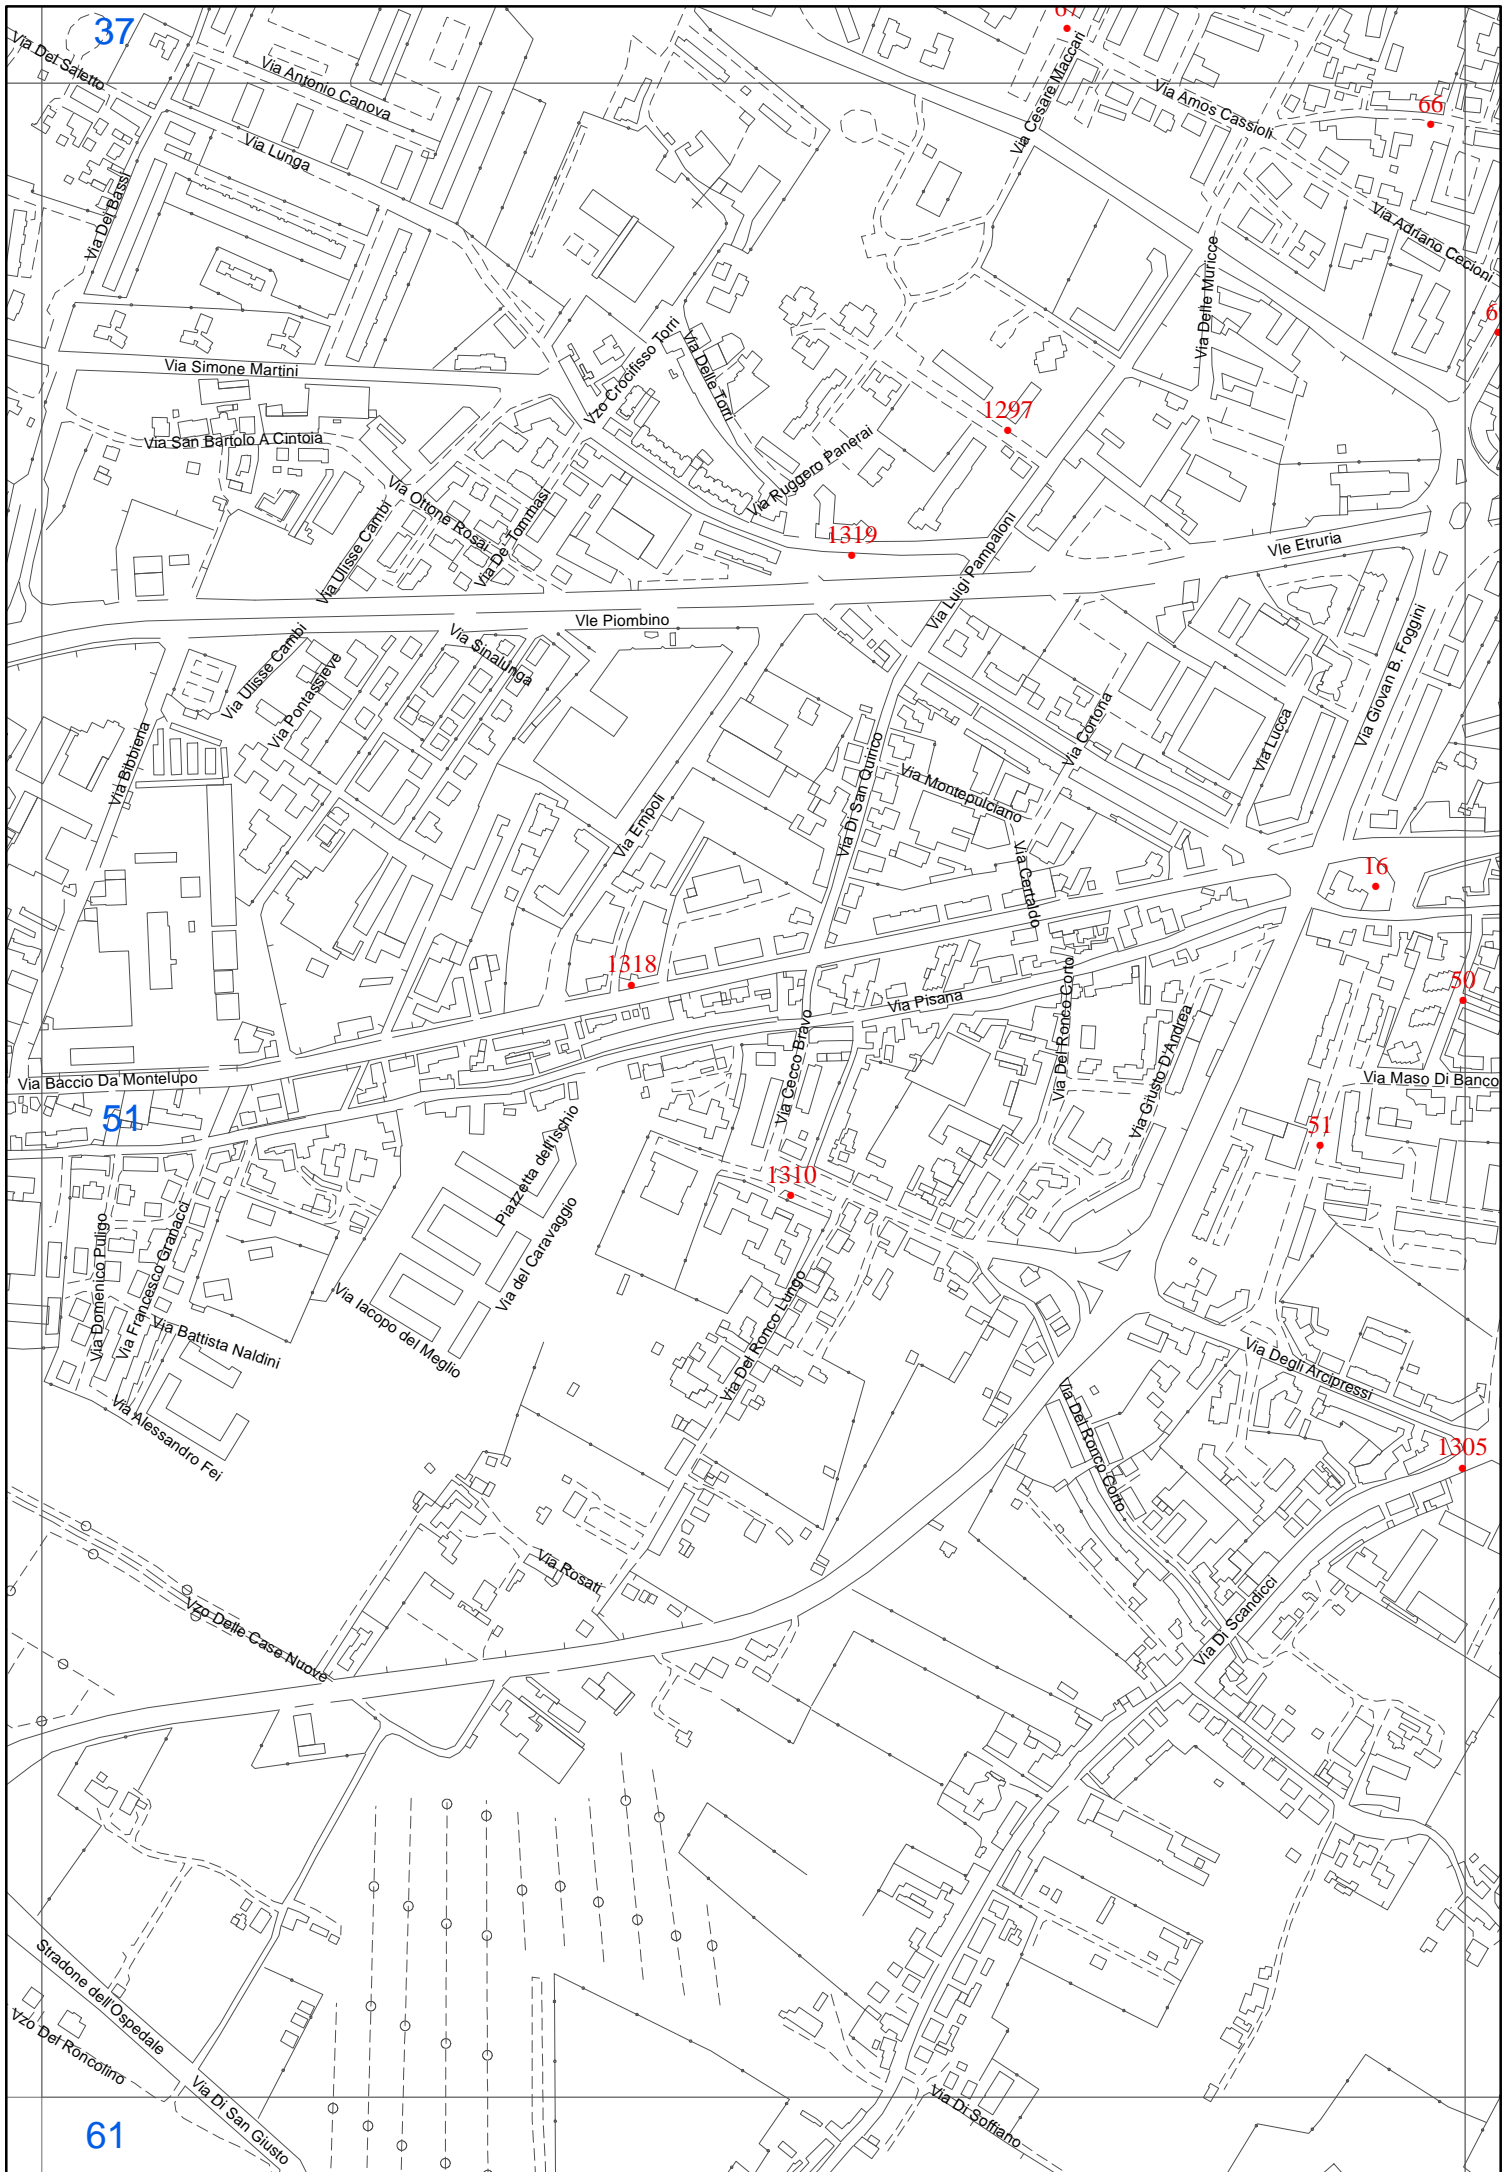 37
67
Via Del Saletto
Via Antonio Canova
Via Cesare Maccari
Via Amos Cassioli
66
Via Lunga
Via Dei Bassi
Via Adriano Cecioni
Via Delle Muricce
6
Via Simone Martini
Vzo Crocifisso Torri
Via Delle Torri
1297
Via San Bartolo A Cintoia
Via Ruggero Panerai
Via Ottone Rosai
Via De Tommasi
Via Ulisse Cambi
1319
Vle Etruria
Via Luigi Pampaloni
Vle Piombino
Via Ulisse Cambi
Via Pontassieve
Via Sinalunga
Via Giovan B. Foggini
Via Bibbiena
Via Di San Quirico
Via Cortona
Via Lucca
Via Montepulciano
Via Empoli
Via Certaldo
16
1318
Via Pisana
50
Via Del Ronco Corto
Via Giusto D'Andrea
Via Cecco Bravo
Via Baccio Da Montelupo
Via Maso Di Banco
51
51
Piazzetta dell'Ischio
1310
Via Domenico Puligo
Via Francesco Granacci
Via del Caravaggio
Via Iacopo del Meglio
Via Del Ronco Lungo
Via Battista Naldini
Via Degli Arcipressi
Via Alessandro Fei
Via Del Ronco Corto
1305
Via Rosati
Vzo Delle Case Nuove
Via Di Scandicci
Stradone dell'Ospedale
Vzo Del Roncolino
Via Di San Giusto
Via Di Soffiano
61